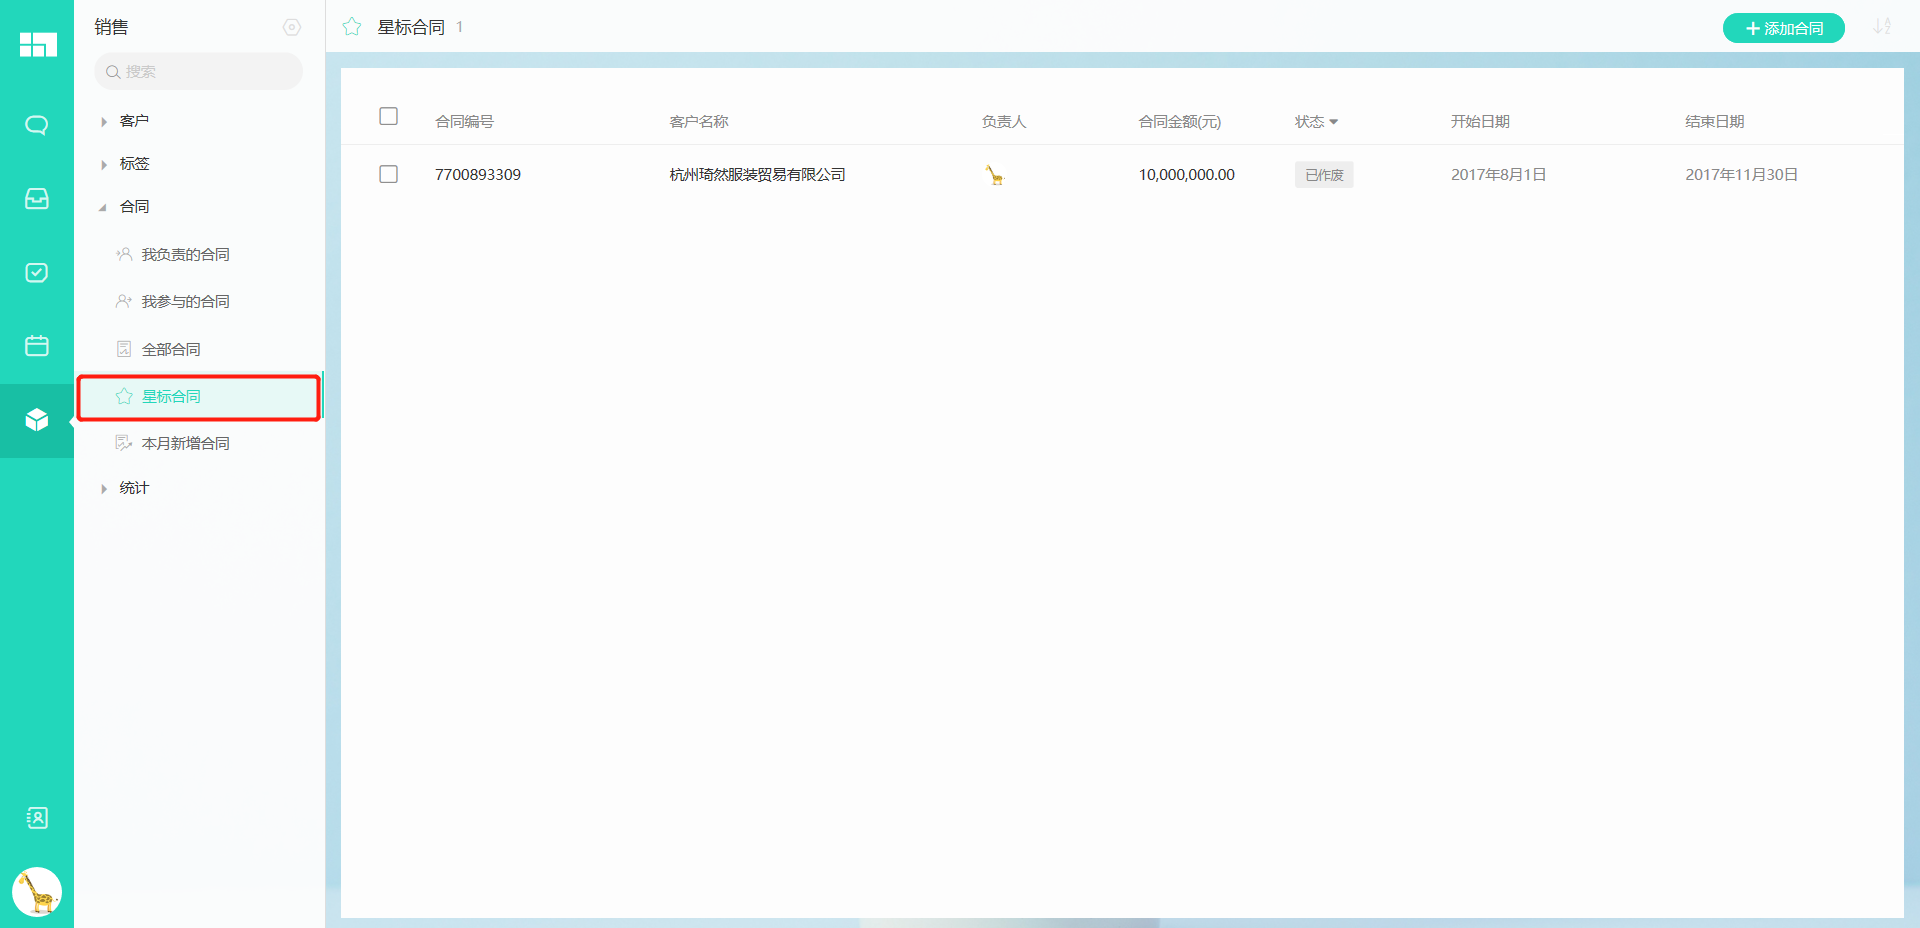 销售
搜索
客户
标签
合同
我负责的合同
我参与的合同
全部合同
星标合同
本月新增合同
统计
星标合同 1
添加合同
合同编号 客户名称 负责人 合同金额(元) 状态 开始日期 结束日期
7700893309 杭州琦然服装贸易有限公司 10,000,000.00 已作废 2017年8月1日 2017年11月30日